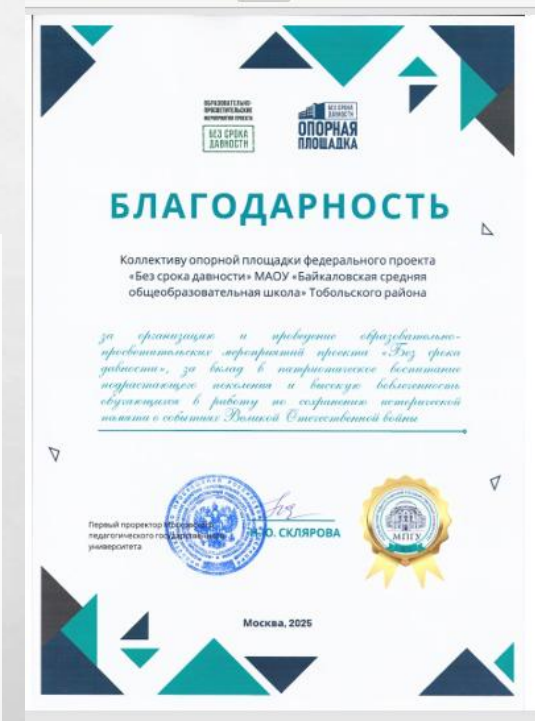 ОБРАЗОВАТЕЛЬНО-
ПРОСВЕТИТЕЛЬСКИЕ
МЕРОПРИЯТИЯ ПРОЕКТА
БЕЗ СРОКА
ДАВНОСТИ
БЕЗ СРОКА
ДАВНОСТИ
ОПОРНАЯ
ПЛОЩАДКА
БЛАГОДАРНОСТЬ
Коллективу опорной площадки федерального проекта
«Без срока давности» МАОУ «Байкаловская средняя
общеобразовательная школа» Тобольского района
за организацию и проведение образовательно-
просветительских мероприятий проекта «Без срока
давности», за вклад в патриотическое воспитание
подрастающего поколения и высокую вовлеченность
обучающихся в работу по сохранению исторической
памяти о событиях Великой Отечественной войны
Первый проректор Московского
педагогического государственного
университета
Ю. СКЛЯРОВА
МПГУ
Москва, 2025